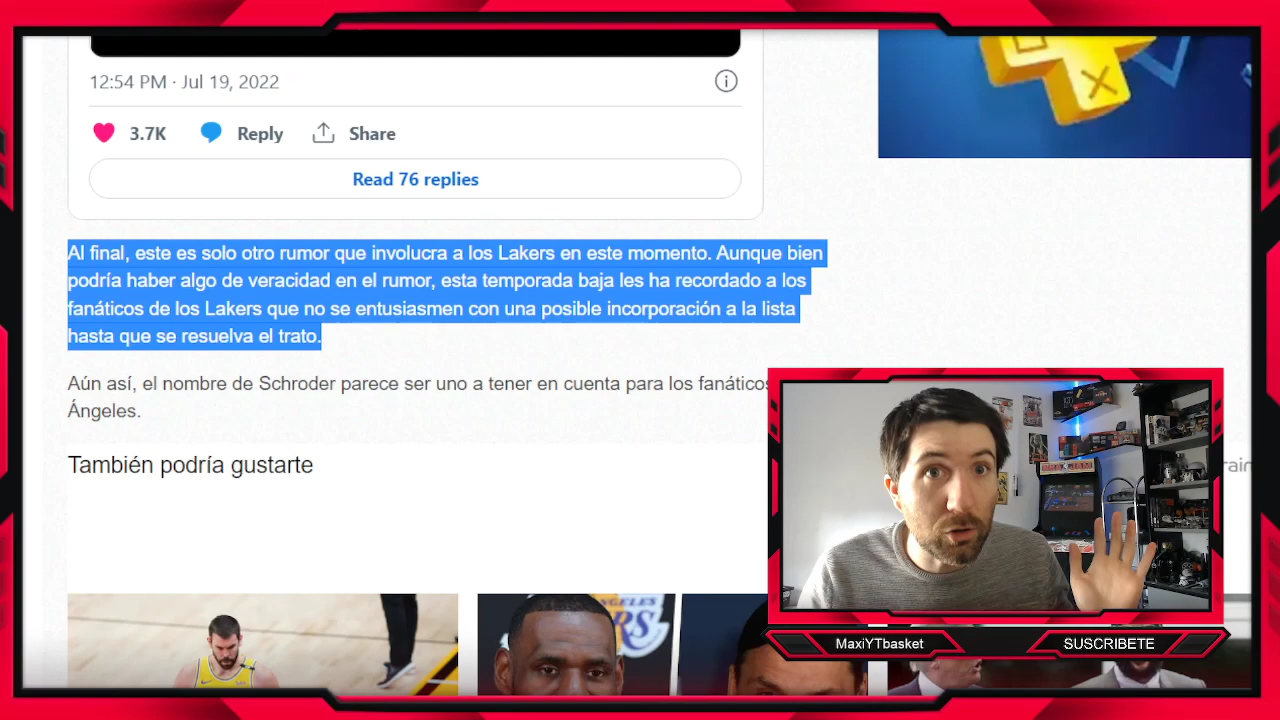 12:54 PM · Jul 19, 2022
3.7K
Reply
Share
Read 76 replies
Al final, este es solo otro rumor que involucra a los Lakers en este momento. Aunque bien
podría haber algo de veracidad en el rumor, esta temporada baja les ha recordado a los
fanáticos de los Lakers que no se entusiasmen con una posible incorporación a la lista
hasta que se resuelva el trato.
Aún así, el nombre de Schroder parece ser uno a tener en cuenta para los fanáticos
Ángeles.
También podría gustarte
MaxiYTbasket
SUSCRIBETE